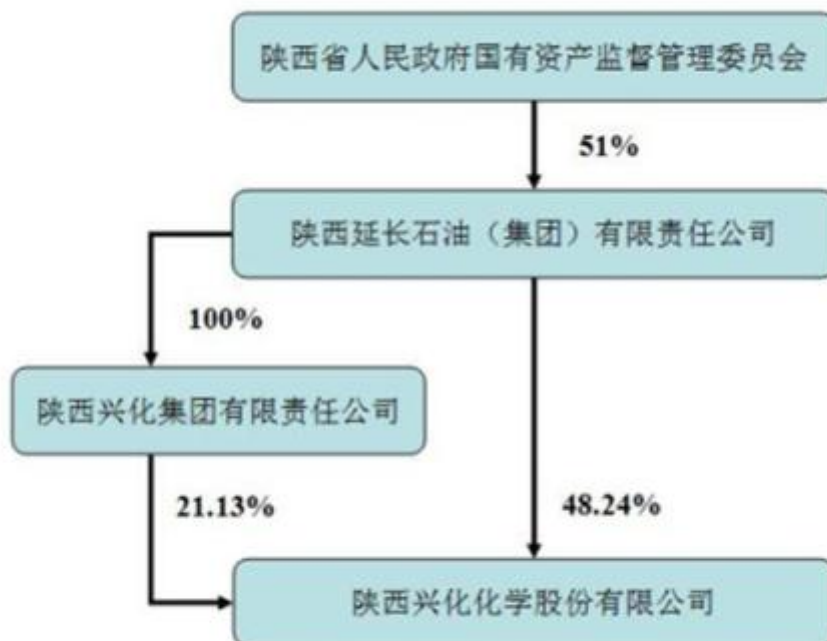 陕西省人民政府国有资产监督管理委员会
51%
陕西延长石油（集团）有限责任公司
100%
陕西兴化集团有限责任公司
21.13%
48.24%
陕西兴化化学股份有限公司